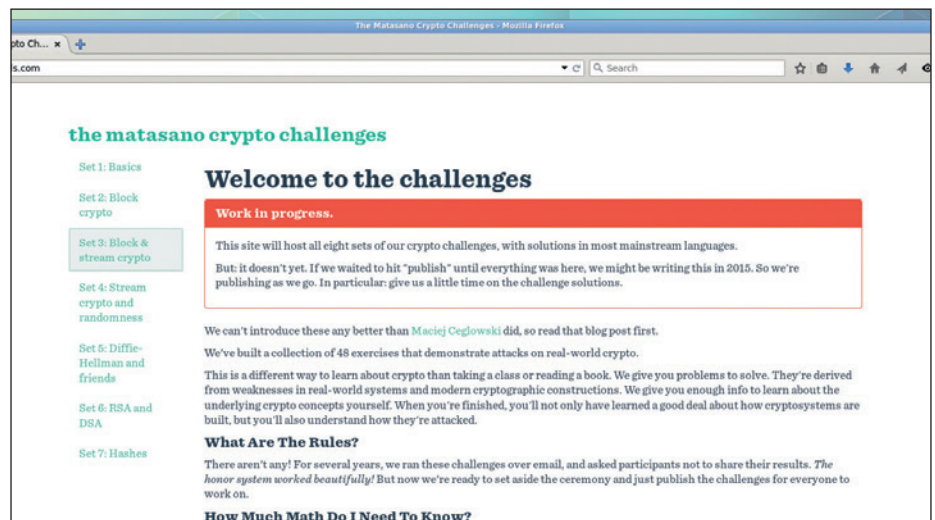 The Matasano Crypto Challenges - Mozilla Firefox
pto Ch...
s.com
Search
the matasano crypto challenges
Set 1: Basics
Set 2: Block
crypto
Set 3: Block &
stream crypto
Set 4: Stream
crypto and
randomness
Set 5: Diffie-
Hellman and
friends
Set 6: RSA and
DSA
Set 7: Hashes
Welcome to the challenges
Work in progress.
This site will host all eight sets of our crypto challenges, with solutions in most mainstream languages.
But: it doesn't yet. If we waited to hit "publish" until everything was here, we might be writing this in 2015. So we're
publishing as we go. In particular: give us a little time on the challenge solutions.
We can't introduce these any better than Maciej Ceglowski did, so read that blog post first.
We've built a collection of 48 exercises that demonstrate attacks on real-world crypto.
This is a different way to learn about crypto than taking a class or reading a book. We give you problems to solve. They're derived
from weaknesses in real-world systems and modern cryptographic constructions. We give you enough info to learn about the
underlying crypto concepts yourself. When you're finished, you'll not only have learned a good deal about how cryptosystems are
built, but you'll also understand how they're attacked.
What Are The Rules?
There aren't any! For several years, we ran these challenges over email, and asked participants not to share their results. The
honor system worked beautifully! But now we're ready to set aside the ceremony and just publish the challenges for everyone to
work on.
How Much Math Do I Need To Know?